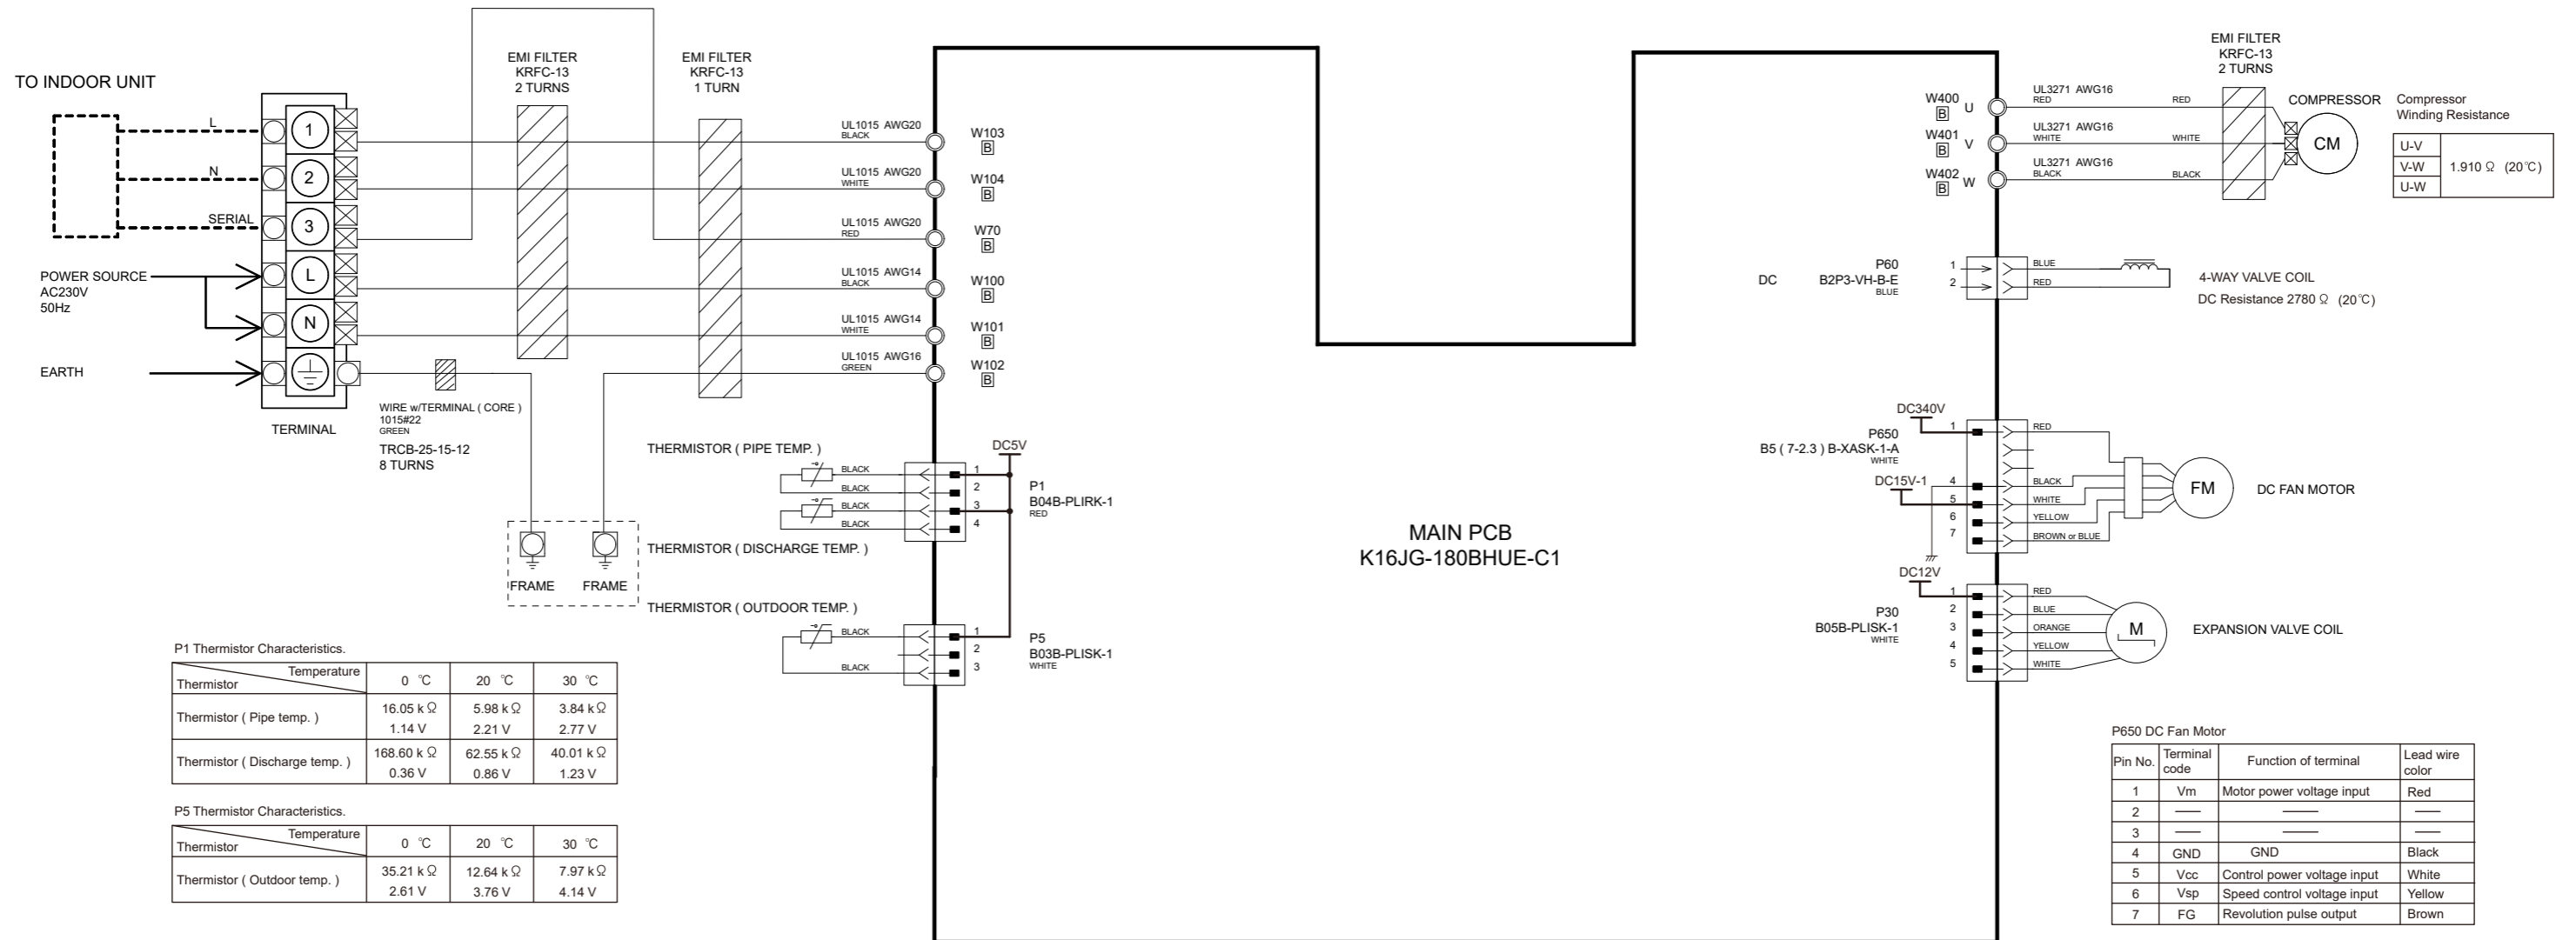 TO INDOOR UNIT
L
N
SERIAL
POWER SOURCE
AC230V
50Hz
EARTH
1
2
3
L
N
TERMINAL
WIRE w/TERMINAL ( CORE )
1015#22
GREEN
TRCB-25-15-12
8 TURNS
EMI FILTER
KRFC-13
2 TURNS
EMI FILTER
KRFC-13
1 TURN
FRAME
FRAME
UL1015 AWG20
BLACK
W103
B
UL1015 AWG20
WHITE
W104
B
UL1015 AWG20
RED
W70
B
UL1015 AWG14
BLACK
W100
B
UL1015 AWG14
WHITE
W101
B
UL1015 AWG16
GREEN
W102
B
THERMISTOR ( PIPE TEMP. )
DC5V
BLACK
BLACK
BLACK
BLACK
1
2
3
4
P1
B04B-PLIRK-1
RED
THERMISTOR ( DISCHARGE TEMP. )
THERMISTOR ( OUTDOOR TEMP. )
BLACK
BLACK
1
2
3
P5
B03B-PLISK-1
WHITE
MAIN PCB
K16JG-180BHUE-C1
W400
B
U
UL3271 AWG16
RED
RED
W401
B
V
UL3271 AWG16
WHITE
WHITE
W402
B
W
UL3271 AWG16
BLACK
BLACK
EMI FILTER
KRFC-13
2 TURNS
COMPRESSOR
CM
Compressor
Winding Resistance
U-V
V-W
U-W
1.910 Ω (20℃)
DC
P60
B2P3-VH-B-E
BLUE
1
2
BLUE
RED
4-WAY VALVE COIL
DC Resistance 2780 Ω (20℃)
DC340V
P650
B5 ( 7-2.3 ) B-XASK-1-A
WHITE
DC15V-1
1
4
5
6
7
RED
BLACK
WHITE
YELLOW
BROWN or BLUE
FM
DC FAN MOTOR
DC12V
P30
B05B-PLISK-1
WHITE
1
2
3
4
5
RED
BLUE
ORANGE
YELLOW
WHITE
M
EXPANSION VALVE COIL
P1 Thermistor Characteristics.
Temperature
Thermistor
0 ℃ 20 ℃ 30 ℃
Thermistor ( Pipe temp. )
16.05 k Ω 5.98 k Ω 3.84 k Ω
1.14 V 2.21 V 2.77 V
Thermistor ( Discharge temp. )
168.60 k Ω 62.55 k Ω 40.01 k Ω
0.36 V 0.86 V 1.23 V
P5 Thermistor Characteristics.
Temperature
Thermistor
0 ℃ 20 ℃ 30 ℃
Thermistor ( Outdoor temp. )
35.21 k Ω 12.64 k Ω 7.97 k Ω
2.61 V 3.76 V 4.14 V
P650 DC Fan Motor
Pin No. Terminal code Function of terminal Lead wire color
1 Vm Motor power voltage input Red
2 — — —
3 — — —
4 GND GND Black
5 Vcc Control power voltage input White
6 Vsp Speed control voltage input Yellow
7 FG Revolution pulse output Brown